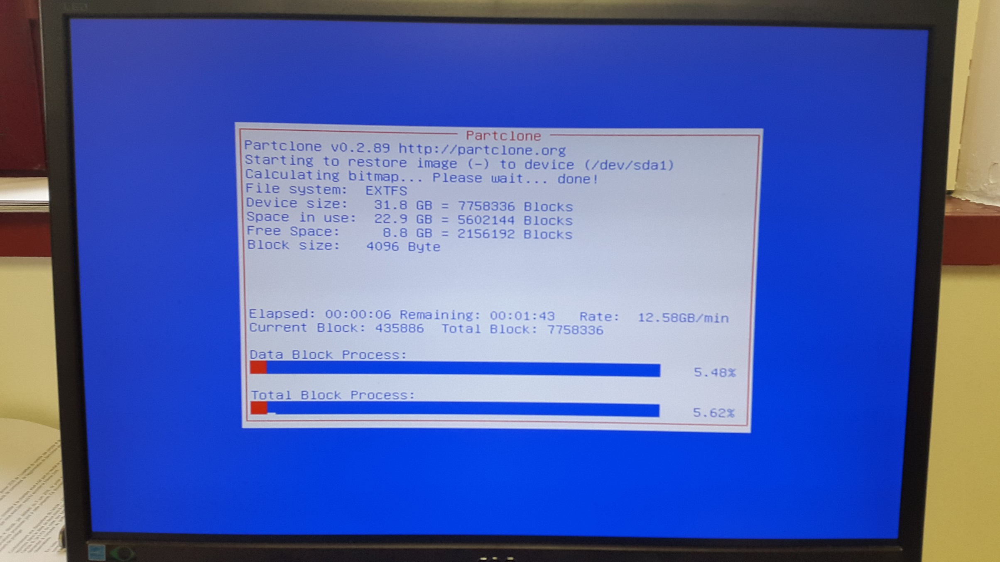 Partclone
Partclone v0.2.89 http://partclone.org
Starting to restore image (-) to device (/dev/sda1)
Calculating bitmap... Please wait... done!
File system:  EXTFS
Device size:   31.8 GB = 7758336 Blocks
Space in use:  22.9 GB = 5602144 Blocks
Free Space:     8.8 GB = 2156192 Blocks
Block size:   4096 Byte
Elapsed: 00:00:06 Remaining: 00:01:43   Rate:  12.58GB/min
Current Block: 435886  Total Block: 7758336
Data Block Process:
5.48%
Total Block Process:
5.62%